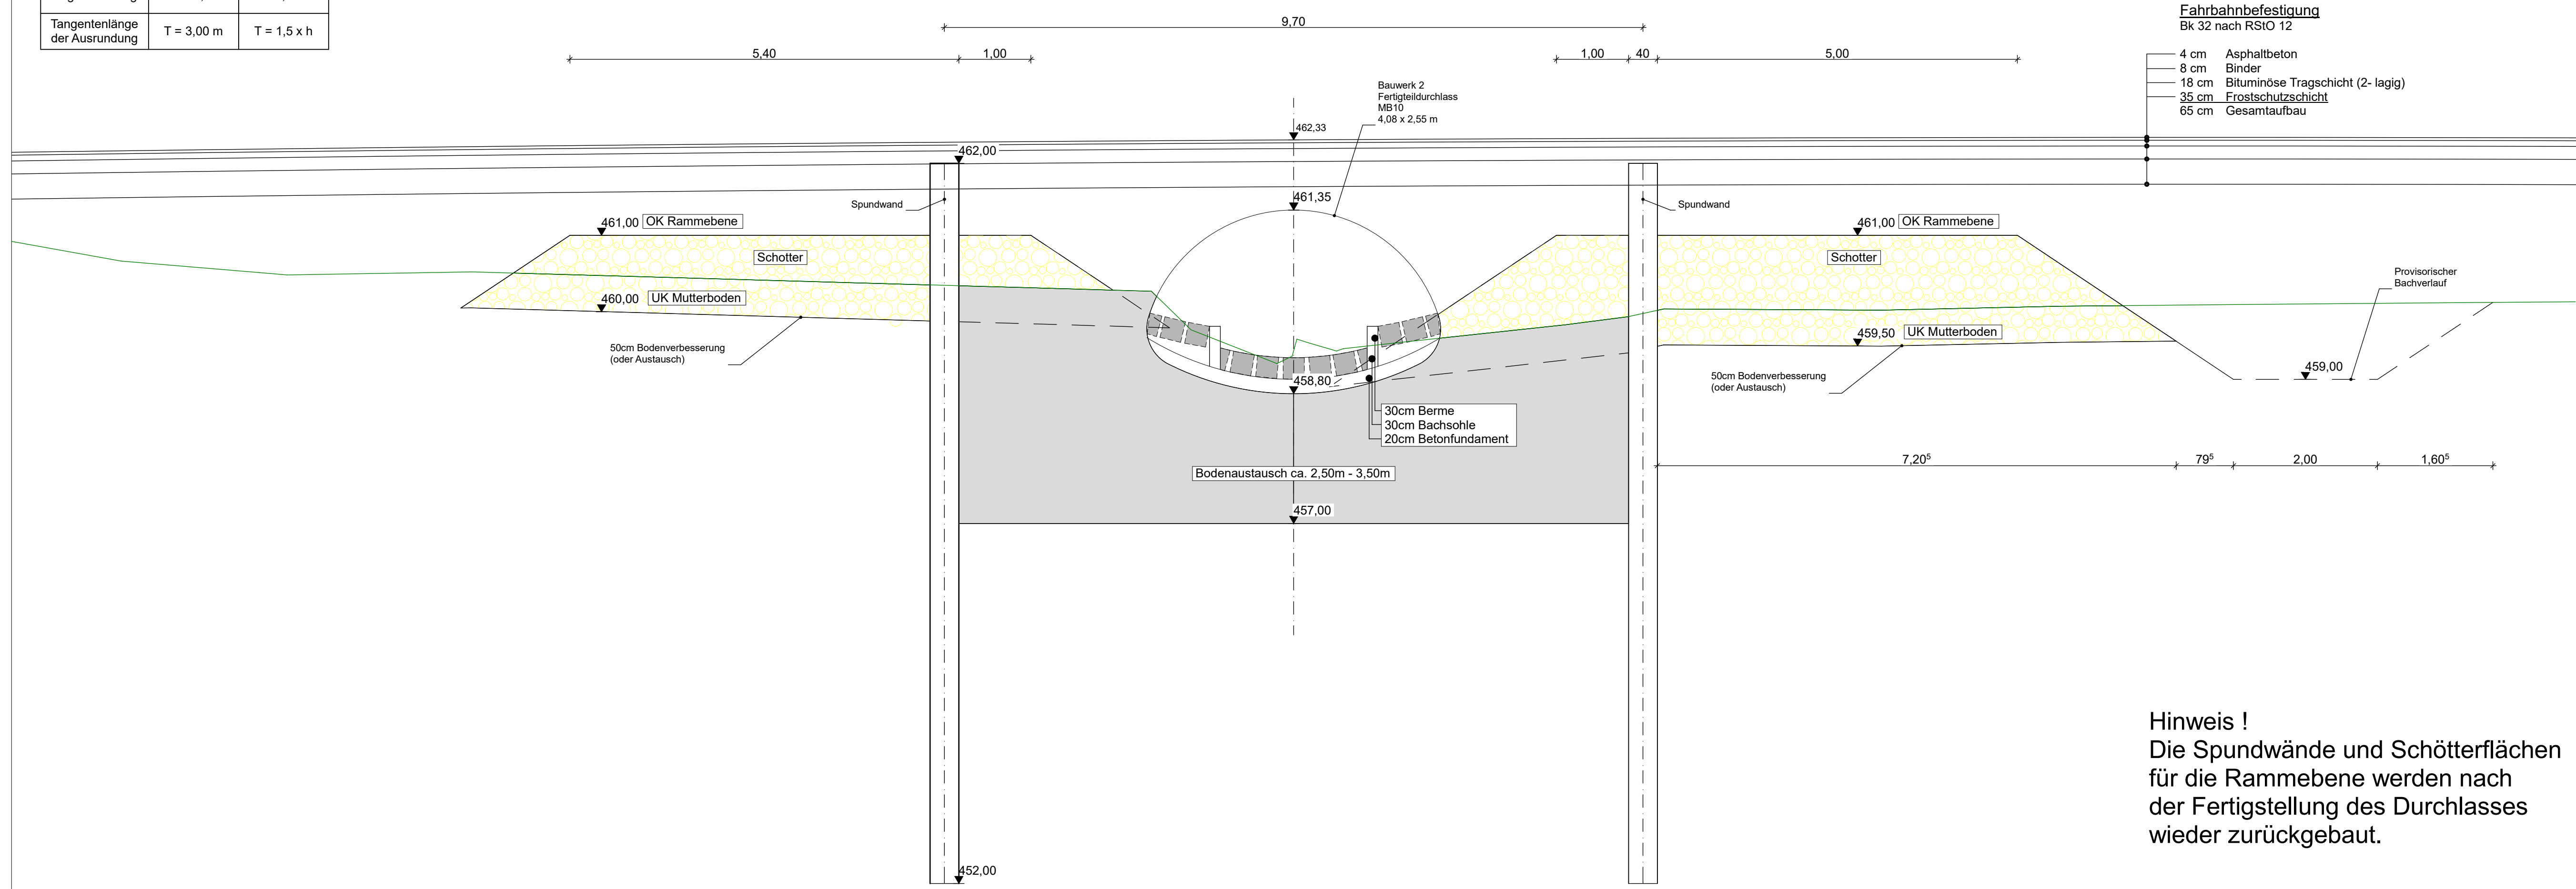 Tangentenlänge
der Ausrundung
T = 3,00 m
T = 1,5 x h
9,70
5,40
1,00
1,00
40
5,00
Fahrbahnbefestigung
Bk 32 nach RStO 12
4 cm Asphaltbeton
8 cm Binder
18 cm Bituminöse Tragschicht (2- lagig)
35 cm Frostschutzschicht
65 cm Gesamtaufbau
Bauwerk 2
Fertigteildurchlass
MB10
4,08 x 2,55 m
462,33
462,00
461,35
Spundwand
Spundwand
461,00 OK Rammebene
461,00 OK Rammebene
Schotter
Schotter
460,00 UK Mutterboden
459,50 UK Mutterboden
50cm Bodenverbesserung
(oder Austausch)
50cm Bodenverbesserung
(oder Austausch)
Provisorischer
Bachverlauf
459,00
458,80
30cm Berme
30cm Bachsohle
20cm Betonfundament
Bodenaustausch ca. 2,50m - 3,50m
7,20⁵
79⁵
2,00
1,60⁵
457,00
452,00
Hinweis !
Die Spundwände und Schötterflächen
für die Rammebene werden nach
der Fertigstellung des Durchlasses
wieder zurückgebaut.